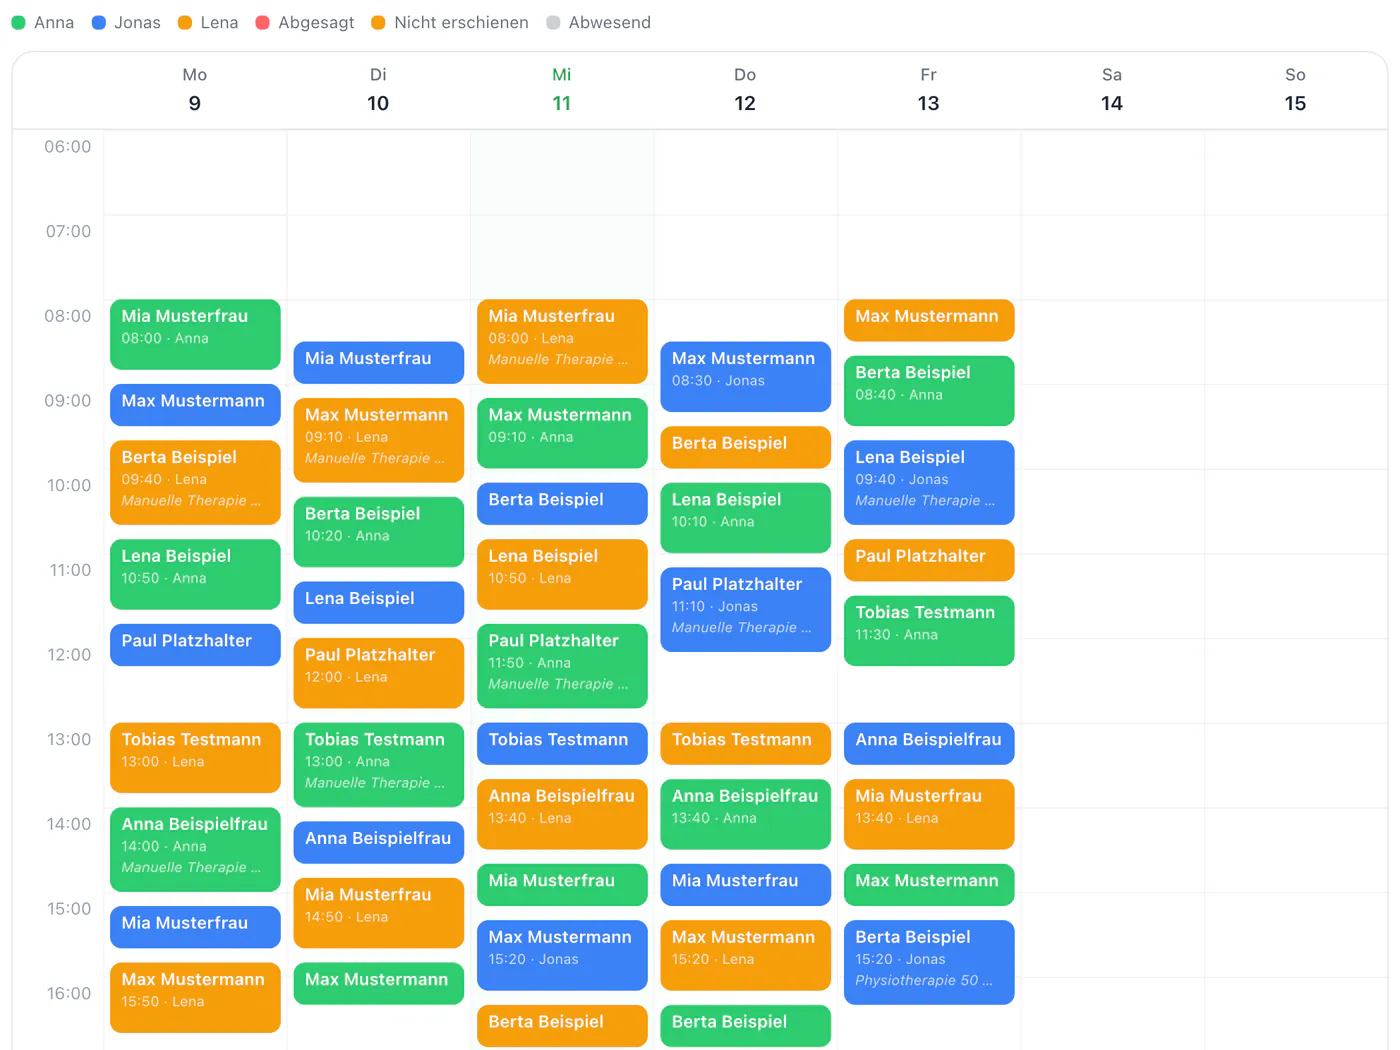 Anna Jonas Lena Abgesagt Nicht erschienen Abwesend
Mo Di Mi Do Fr Sa So
9 10 11 12 13 14 15
06:00
07:00
08:00
09:00
10:00
11:00
12:00
13:00
14:00
15:00
16:00
Mia Musterfrau
08:00 · Anna
Max Mustermann
Berta Beispiel
09:40 · Lena
Manuelle Therapie ...
Lena Beispiel
10:50 · Anna
Paul Platzhalter
Tobias Testmann
13:00 · Lena
Anna Beispielfrau
14:00 · Anna
Manuelle Therapie ...
Mia Musterfrau
Max Mustermann
15:50 · Lena
Mia Musterfrau
Max Mustermann
09:10 · Lena
Manuelle Therapie ...
Berta Beispiel
10:20 · Anna
Lena Beispiel
Paul Platzhalter
12:00 · Lena
Tobias Testmann
13:00 · Anna
Manuelle Therapie ...
Anna Beispielfrau
Mia Musterfrau
14:50 · Lena
Max Mustermann
Mia Musterfrau
08:00 · Lena
Manuelle Therapie ...
Max Mustermann
09:10 · Anna
Berta Beispiel
Lena Beispiel
10:50 · Lena
Paul Platzhalter
11:50 · Anna
Manuelle Therapie ...
Tobias Testmann
Anna Beispielfrau
13:40 · Lena
Mia Musterfrau
Max Mustermann
15:20 · Jonas
Berta Beispiel
Max Mustermann
08:30 · Jonas
Berta Beispiel
Lena Beispiel
10:10 · Anna
Paul Platzhalter
11:10 · Jonas
Manuelle Therapie ...
Tobias Testmann
Anna Beispielfrau
13:40 · Anna
Mia Musterfrau
Max Mustermann
15:20 · Lena
Berta Beispiel
Max Mustermann
Berta Beispiel
08:40 · Anna
Lena Beispiel
09:40 · Jonas
Manuelle Therapie ...
Paul Platzhalter
Tobias Testmann
11:30 · Anna
Anna Beispielfrau
Mia Musterfrau
13:40 · Lena
Max Mustermann
Berta Beispiel
15:20 · Jonas
Physiotherapie 50 ...